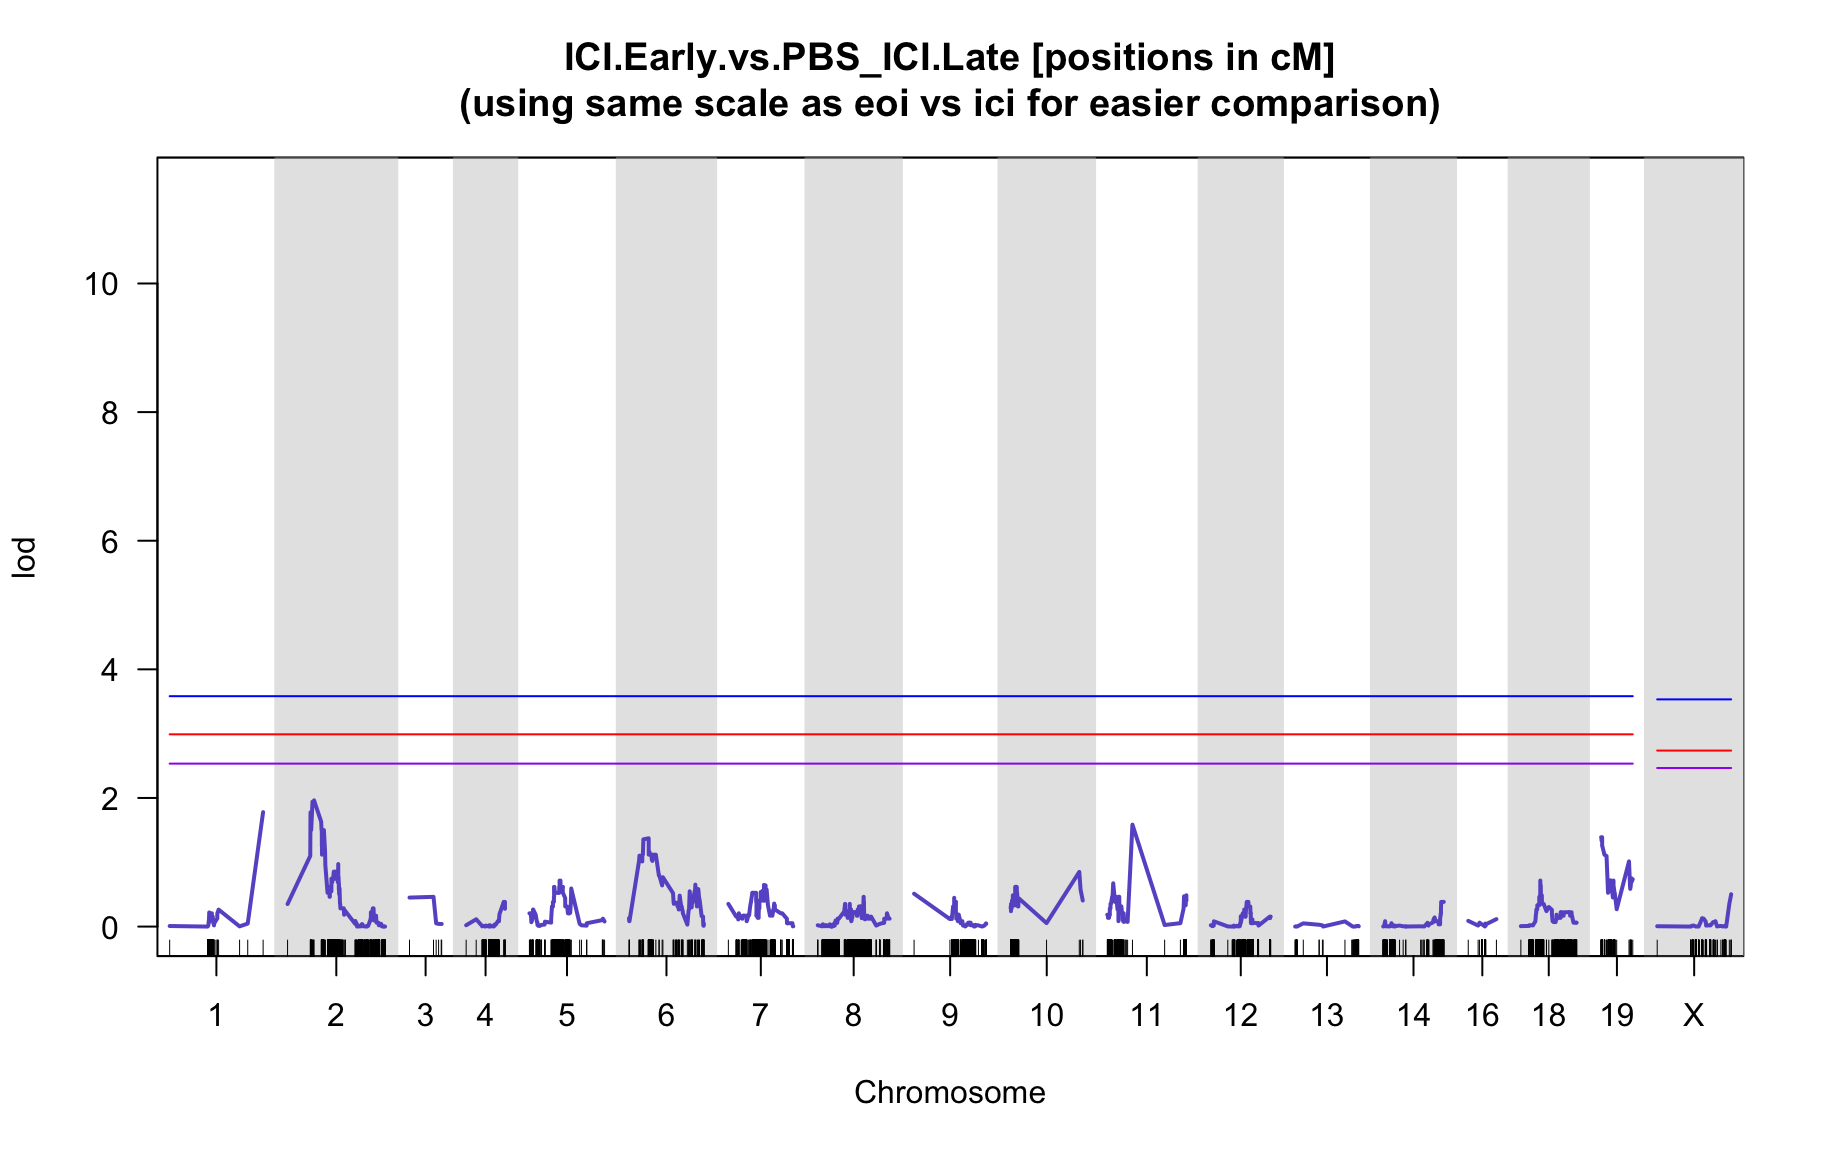 ICI.Early.vs.PBS_ICI.Late [positions in cM]
(using same scale as eoi vs ici for easier comparison)
10
8
6
4
2
0
lod
1 2 3 4 5 6 7 8 9 10 11 12 13 14 16 18 19 X
Chromosome